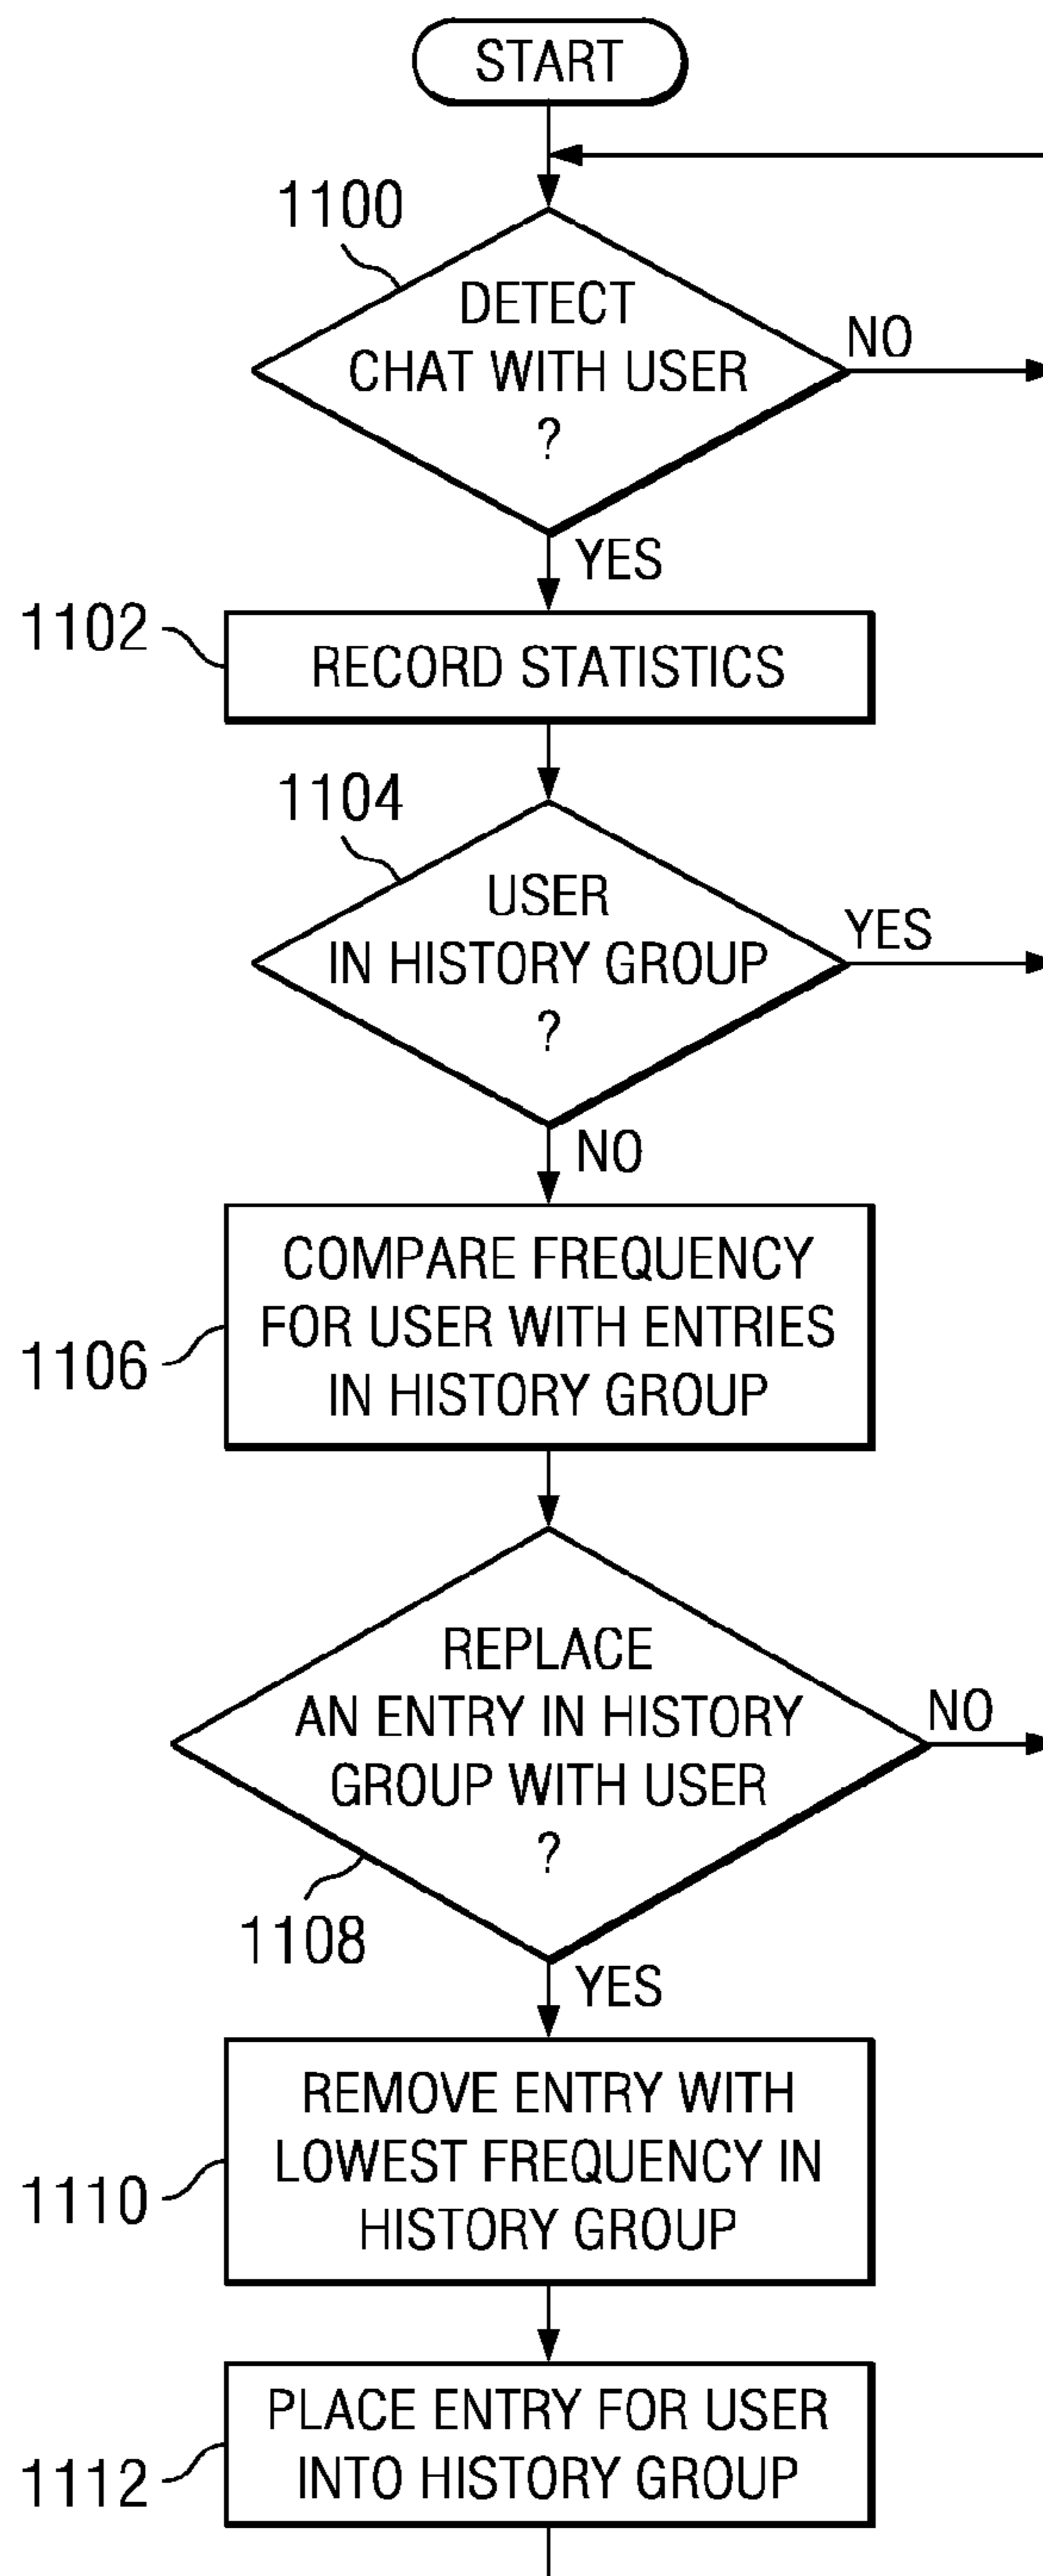 START
1100
DETECT
CHAT WITH USER
?
NO
YES
1102
RECORD STATISTICS
1104
USER
IN HISTORY GROUP
?
YES
NO
1106
COMPARE FREQUENCY
FOR USER WITH ENTRIES
IN HISTORY GROUP
REPLACE
AN ENTRY IN HISTORY
GROUP WITH USER
?
NO
1108
YES
1110
REMOVE ENTRY WITH
LOWEST FREQUENCY IN
HISTORY GROUP
1112
PLACE ENTRY FOR USER
INTO HISTORY GROUP